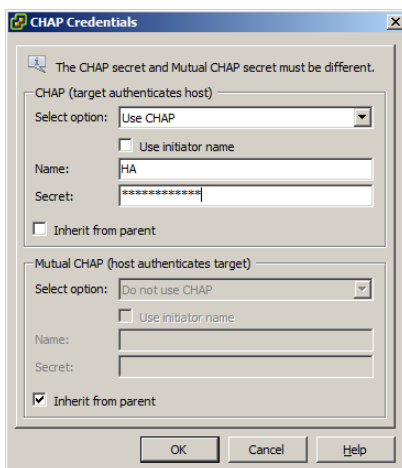 CHAP Credentials
The CHAP secret and Mutual CHAP secret must be different.
CHAP (target authenticates host)
Select option: Use CHAP
Use initiator name
Name: HA
Secret: ************
Inherit from parent
Mutual CHAP (host authenticates target)
Select option: Do not use CHAP
Use initiator name
Name:
Secret:
Inherit from parent
OK Cancel Help